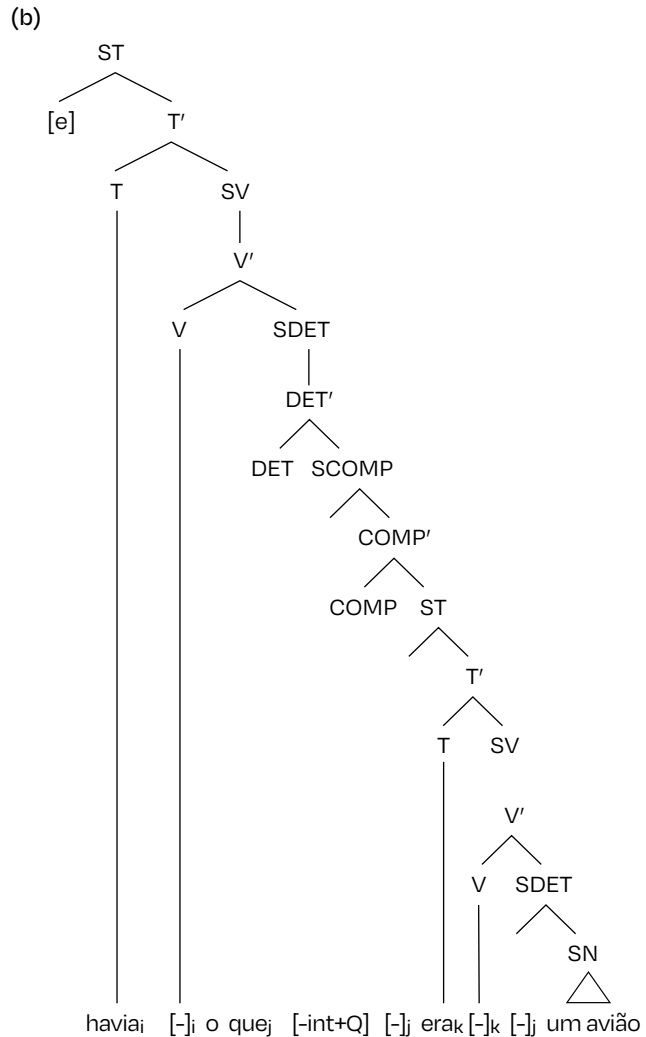 (b)
ST
[e] T′
T SV
V′
V SDET
DET′
DET SCOMP
COMP′
COMP ST
T′
T SV
V′
V SDET
SN
haviaᵢ [-]ᵢ o queⱼ [-int+Q] [-]ⱼ eraₖ [-]ₖ [-]ⱼ um avião